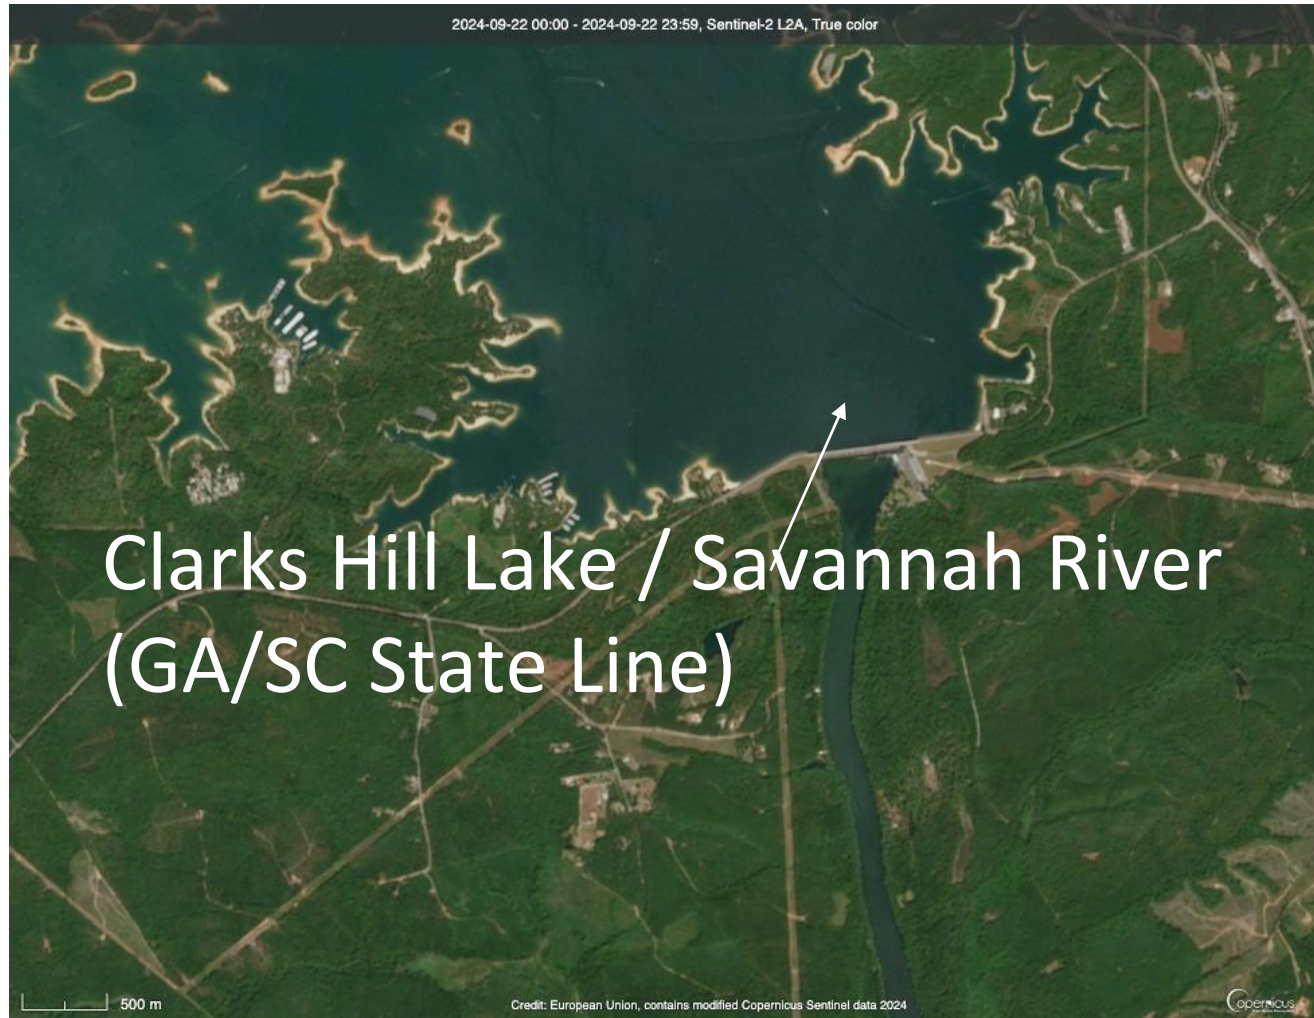 2024-09-22 00:00 - 2024-09-22 23:59, Sentinel-2 L2A, True color
Clarks Hill Lake / Savannah River
(GA/SC State Line)
500 m
Credit: European Union, contains modified Copernicus Sentinel data 2024
opernicus